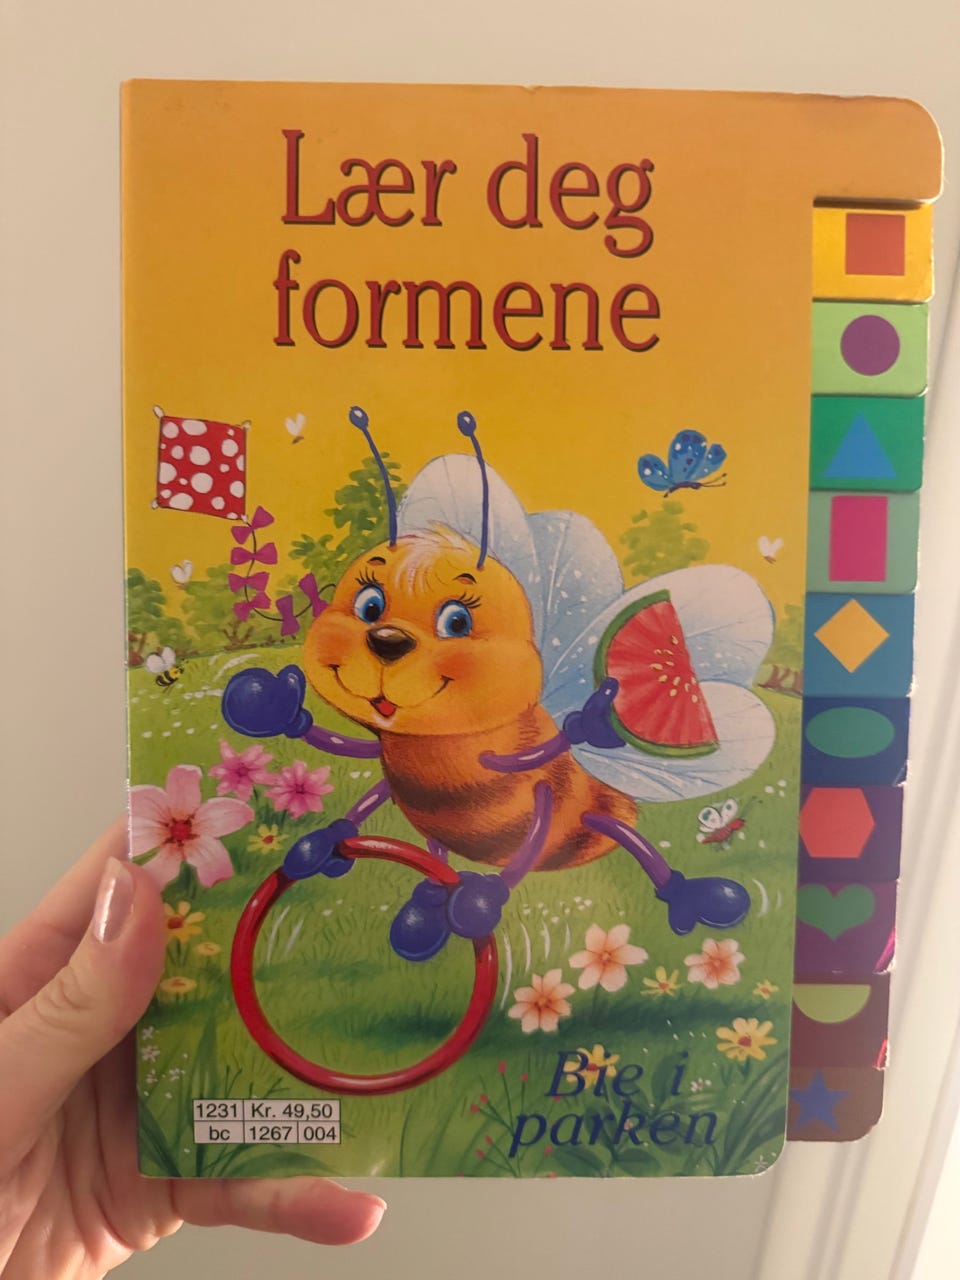 Lær deg
formene
Bie i
parken
1231 Kr. 49,50
bc 1267 004